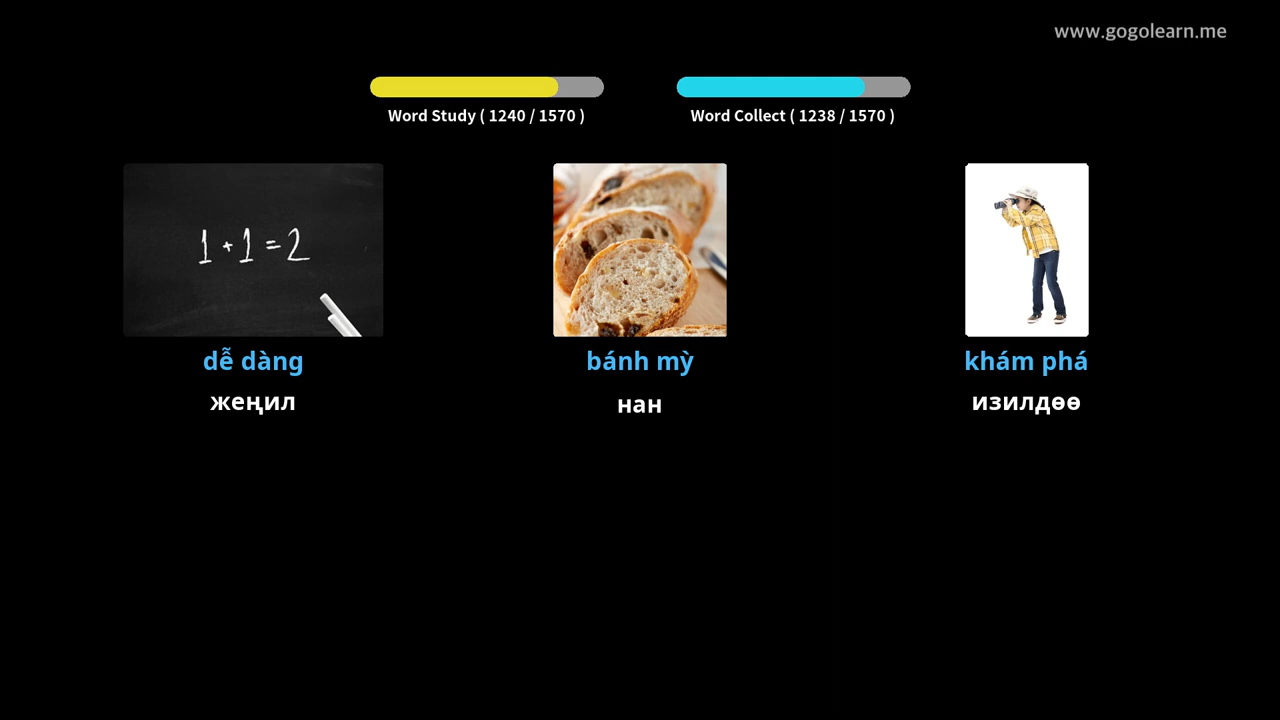 www.gogolearn.me
Word Study ( 1240 / 1570 )
Word Collect ( 1238 / 1570 )
1 + 1 = 2
dễ dàng
жеңил
bánh mỳ
нан
khám phá
изилдөө